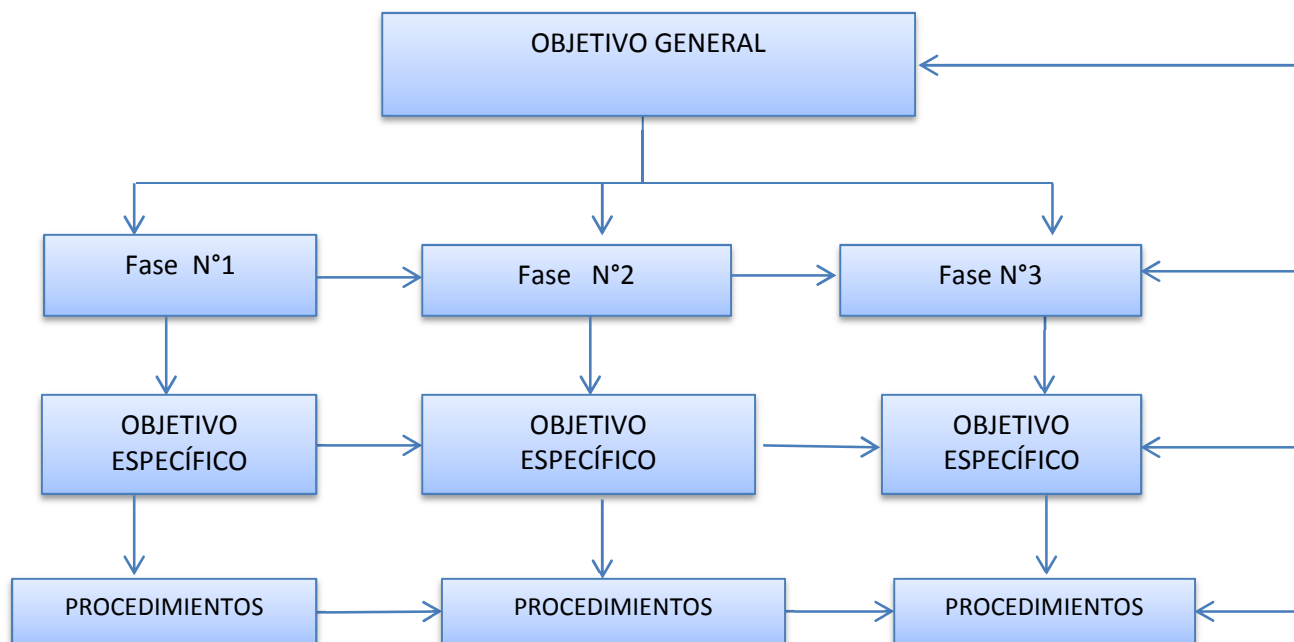 OBJETIVO GENERAL
Fase N°1
Fase N°2
Fase N°3
OBJETIVO
ESPECÍFICO
OBJETIVO
ESPECÍFICO
OBJETIVO
ESPECÍFICO
PROCEDIMIENTOS
PROCEDIMIENTOS
PROCEDIMIENTOS